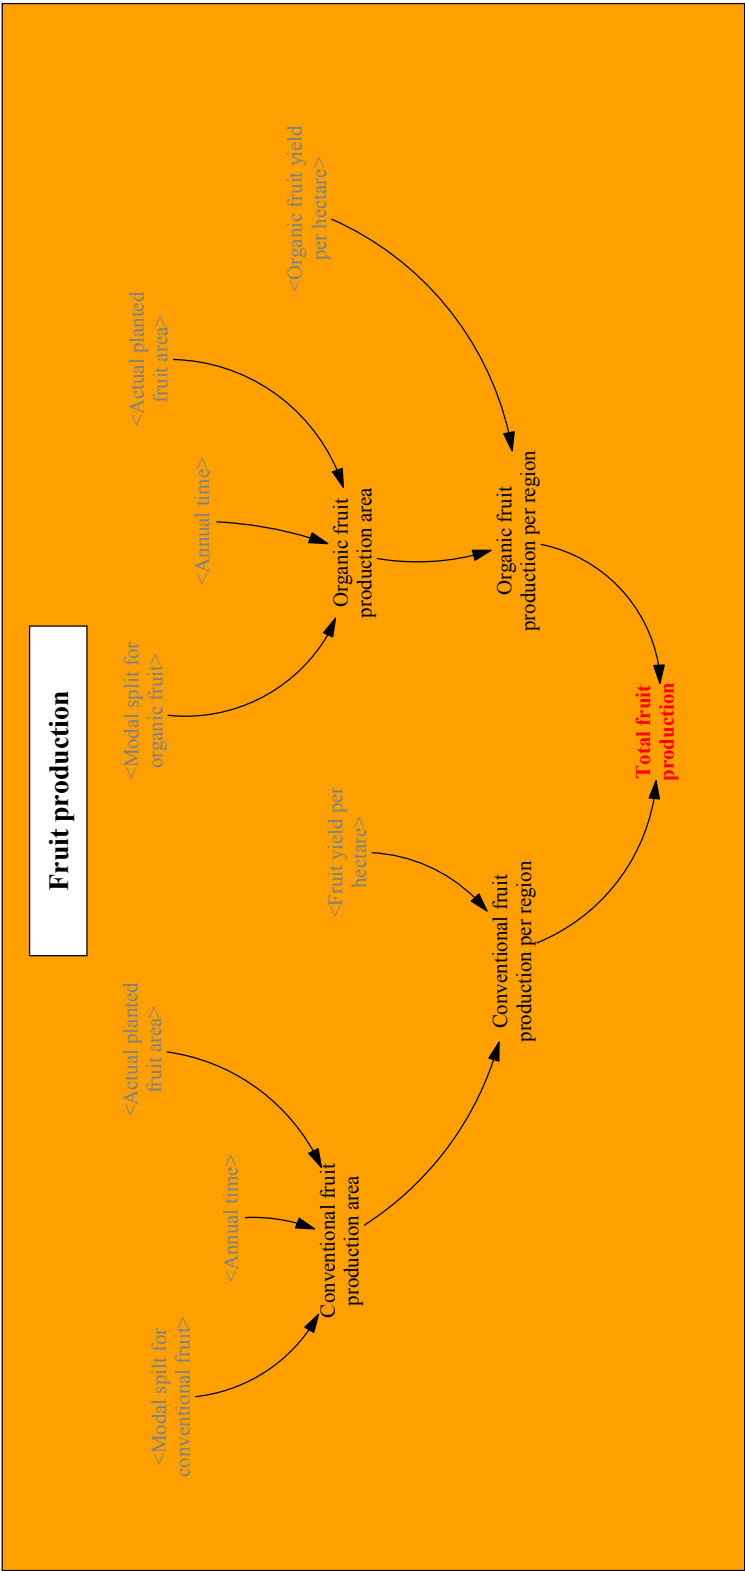 Fruit production
<Modal spilt for
conventional fruit>
<Annual time>
<Actual planted
fruit area>
<Modal split for
organic fruit>
<Annual time>
<Actual planted
fruit area>
<Organic fruit yield
per hectare>
Conventional fruit
production area
<Fruit yield per
hectare>
Organic fruit
production area
Conventional fruit
production per region
Organic fruit
production per region
Total fruit
production